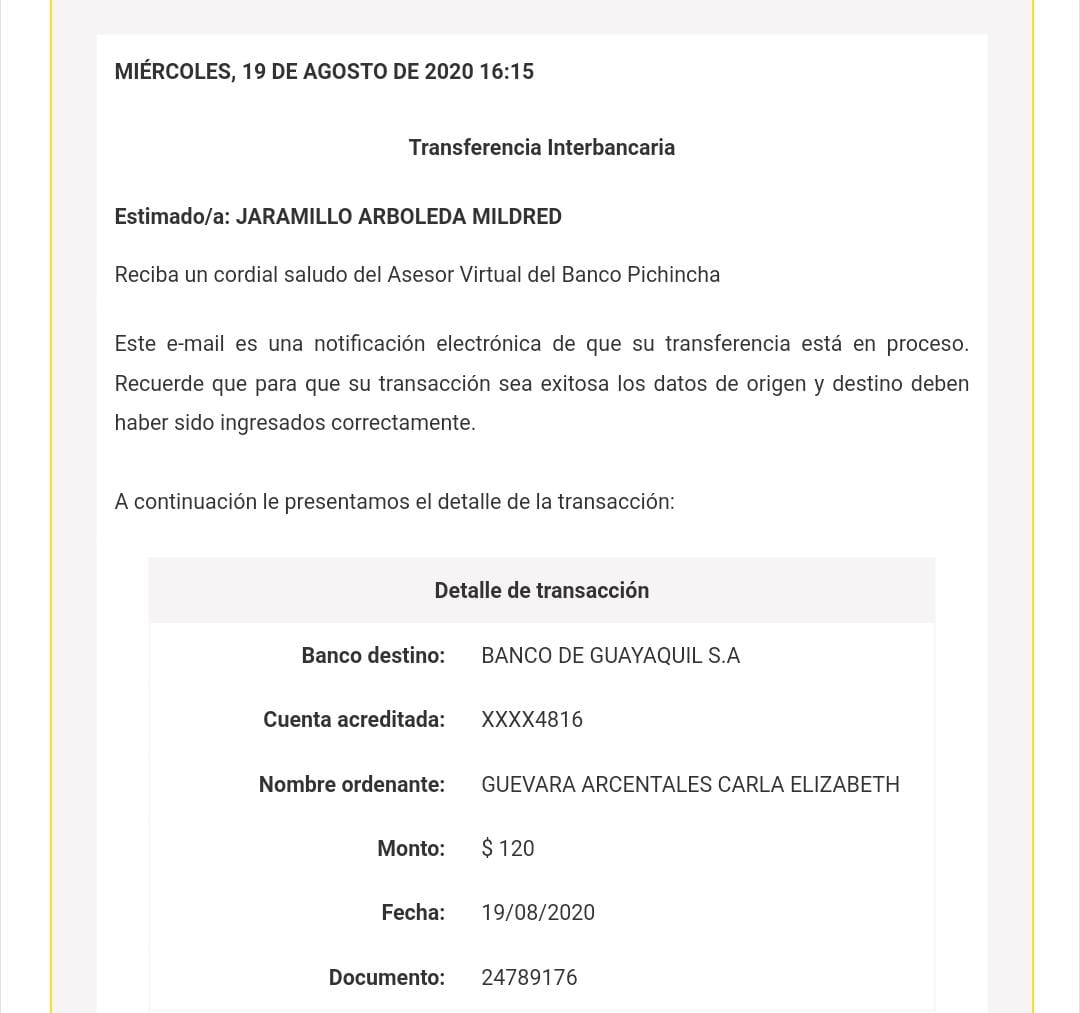 MIÉRCOLES, 19 DE AGOSTO DE 2020 16:15
Transferencia Interbancaria
Estimado/a: JARAMILLO ARBOLEDA MILDRED
Reciba un cordial saludo del Asesor Virtual del Banco Pichincha
Este e-mail es una notificación electrónica de que su transferencia está en proceso.
Recuerde que para que su transacción sea exitosa los datos de origen y destino deben
haber sido ingresados correctamente.
A continuación le presentamos el detalle de la transacción:
Detalle de transacción
Banco destino: BANCO DE GUAYAQUIL S.A
Cuenta acreditada: XXXX4816
Nombre ordenante: GUEVARA ARCENTALES CARLA ELIZABETH
Monto: $ 120
Fecha: 19/08/2020
Documento: 24789176